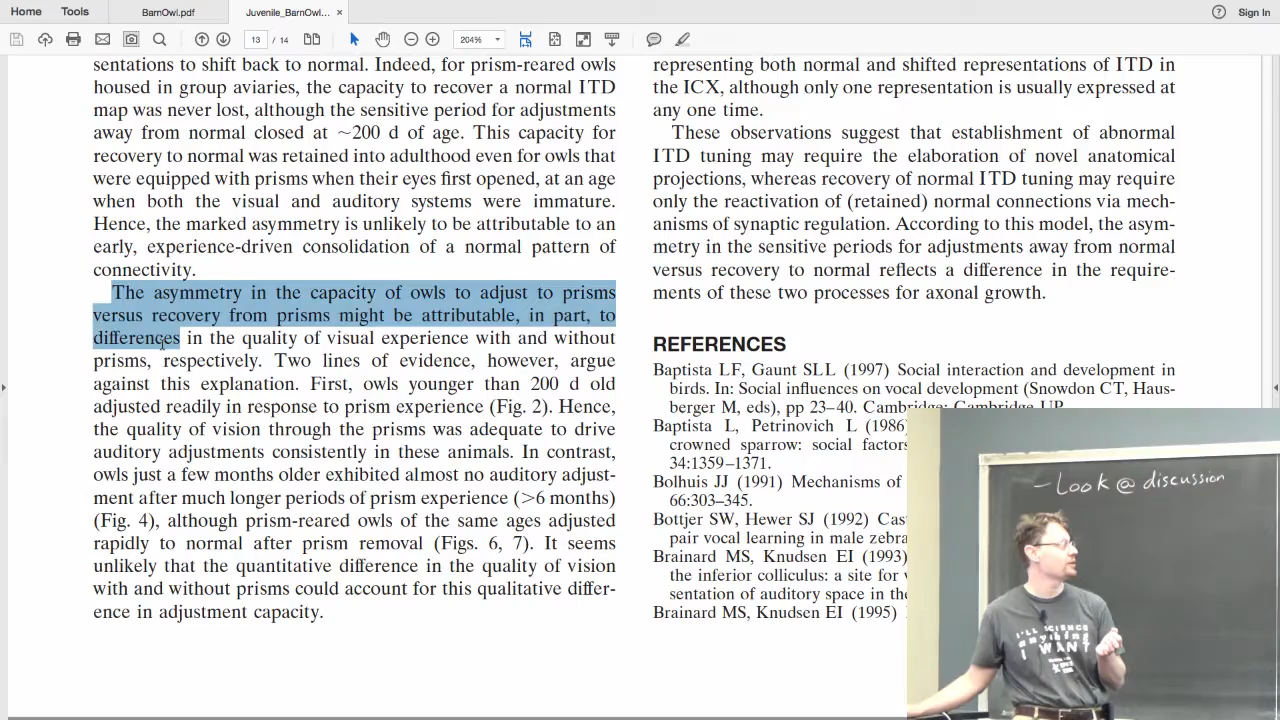 Home
Tools
BarnOwl.pdf
Juvenile_BarnOwl...
×
Sign In
13 / 14
204%
sentations to shift back to normal. Indeed, for prism-reared owls
housed in group aviaries, the capacity to recover a normal ITD
map was never lost, although the sensitive period for adjustments
away from normal closed at ~200 d of age. This capacity for
recovery to normal was retained into adulthood even for owls that
were equipped with prisms when their eyes first opened, at an age
when both the visual and auditory systems were immature.
Hence, the marked asymmetry is unlikely to be attributable to an
early, experience-driven consolidation of a normal pattern of
connectivity.
The asymmetry in the capacity of owls to adjust to prisms
versus recovery from prisms might be attributable, in part, to
differences in the quality of visual experience with and without
prisms, respectively. Two lines of evidence, however, argue
against this explanation. First, owls younger than 200 d old
adjusted readily in response to prism experience (Fig. 2). Hence,
the quality of vision through the prisms was adequate to drive
auditory adjustments consistently in these animals. In contrast,
owls just a few months older exhibited almost no auditory adjust-
ment after much longer periods of prism experience (>6 months)
(Fig. 4), although prism-reared owls of the same ages adjusted
rapidly to normal after prism removal (Figs. 6, 7). It seems
unlikely that the quantitative difference in the quality of vision
with and without prisms could account for this qualitative differ-
ence in adjustment capacity.
representing both normal and shifted representations of ITD in
the ICX, although only one representation is usually expressed at
any one time.
These observations suggest that establishment of abnormal
ITD tuning may require the elaboration of novel anatomical
projections, whereas recovery of normal ITD tuning may require
only the reactivation of (retained) normal connections via mech-
anisms of synaptic regulation. According to this model, the asym-
metry in the sensitive periods for adjustments away from normal
versus recovery to normal reflects a difference in the require-
ments of these two processes for axonal growth.
REFERENCES
Baptista LF, Gaunt SLL (1997) Social interaction and development in
birds. In: Social influences on vocal development (Snowdon CT, Haus-
berger M, eds), pp 23–40. Cambridge: Cambridge UP.
Baptista L, Petrinovich L (1986)
crowned sparrow: social factors
34:1359–1371.
Bolhuis JJ (1991) Mechanisms of
66:303–345.
Bottjer SW, Hewer SJ (1992) Cast
pair vocal learning in male zebra
Brainard MS, Knudsen EI (1993)
the inferior colliculus: a site for
sentation of auditory space in the
Brainard MS, Knudsen EI (1995)
- Look @ discussion
I'LL SCIENCE
anything
I WANT